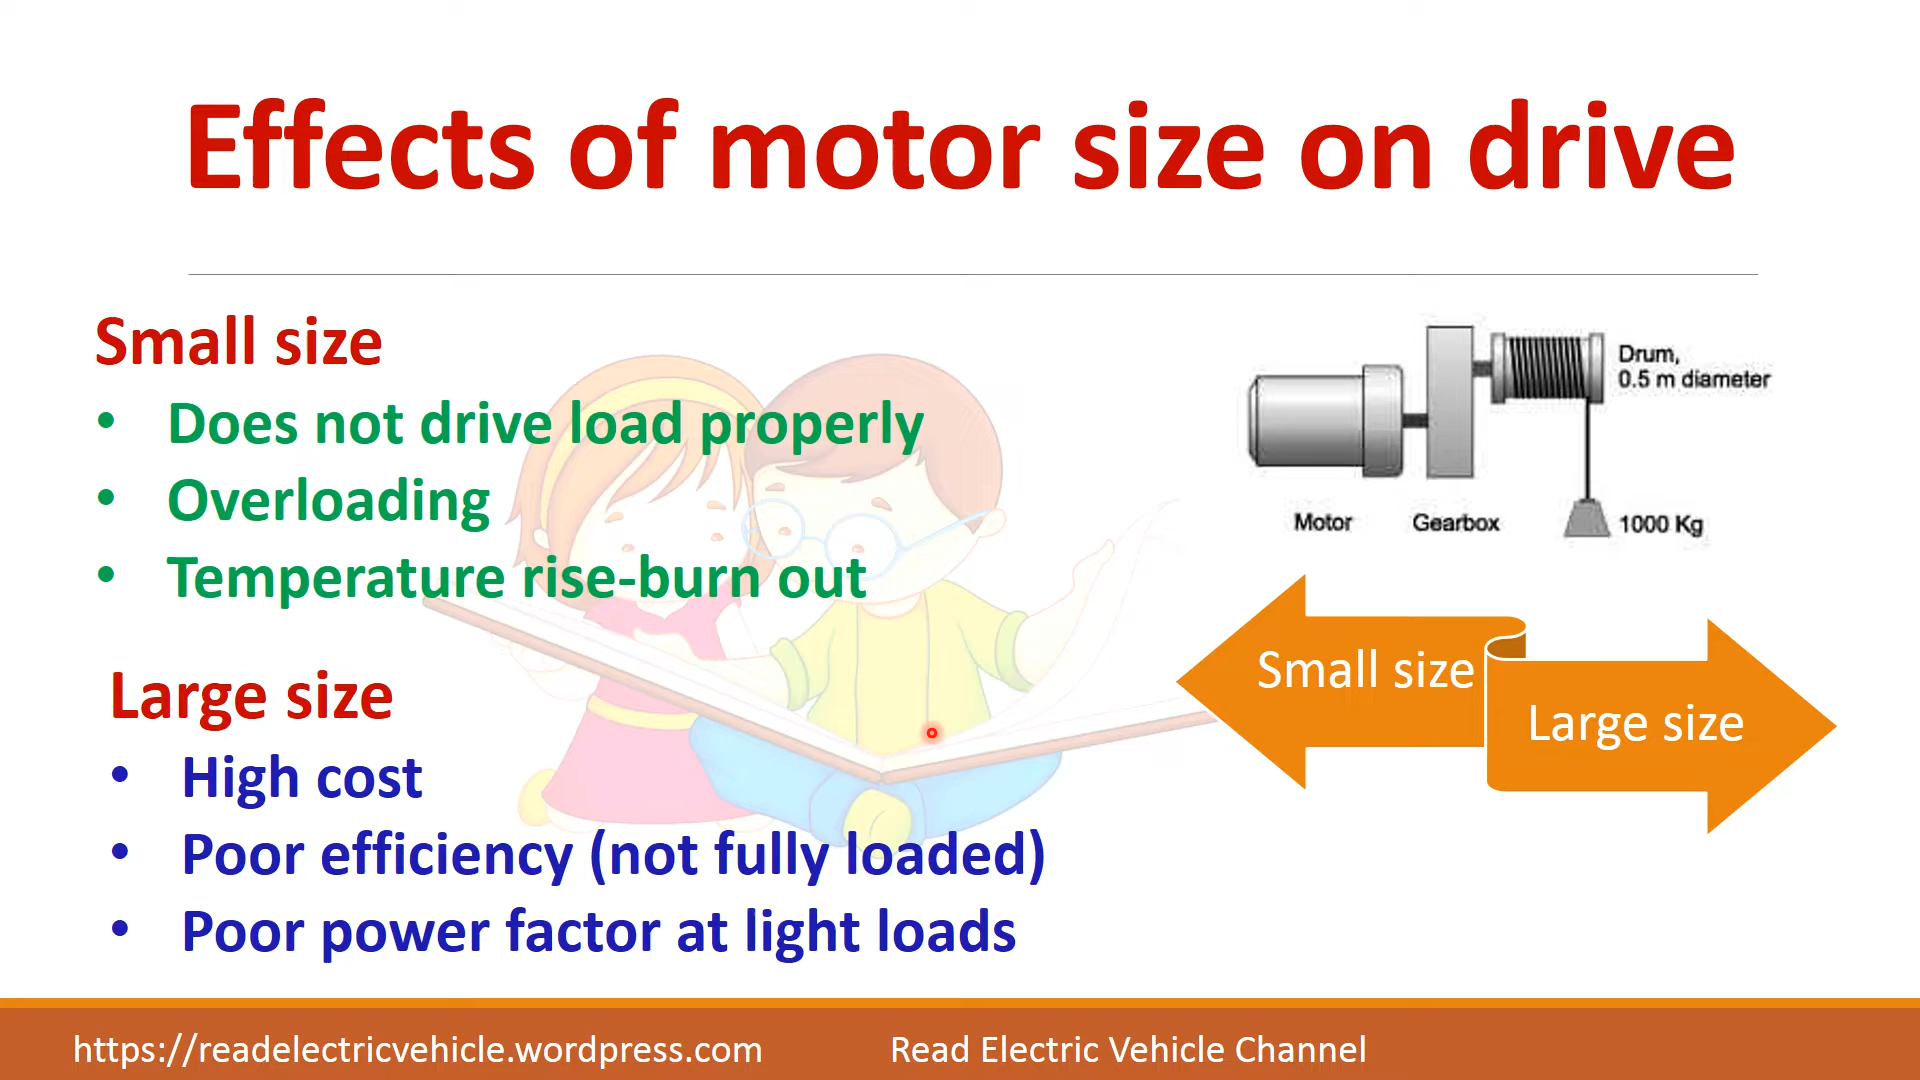 Effects of motor size on drive
Small size
• Does not drive load properly
• Overloading
• Temperature rise-burn out
Large size
• High cost
• Poor efficiency (not fully loaded)
• Poor power factor at light loads
Drum,
0.5 m diameter
Motor
Gearbox
1000 Kg
Small size
Large size
https://readelectricvehicle.wordpress.com
Read Electric Vehicle Channel